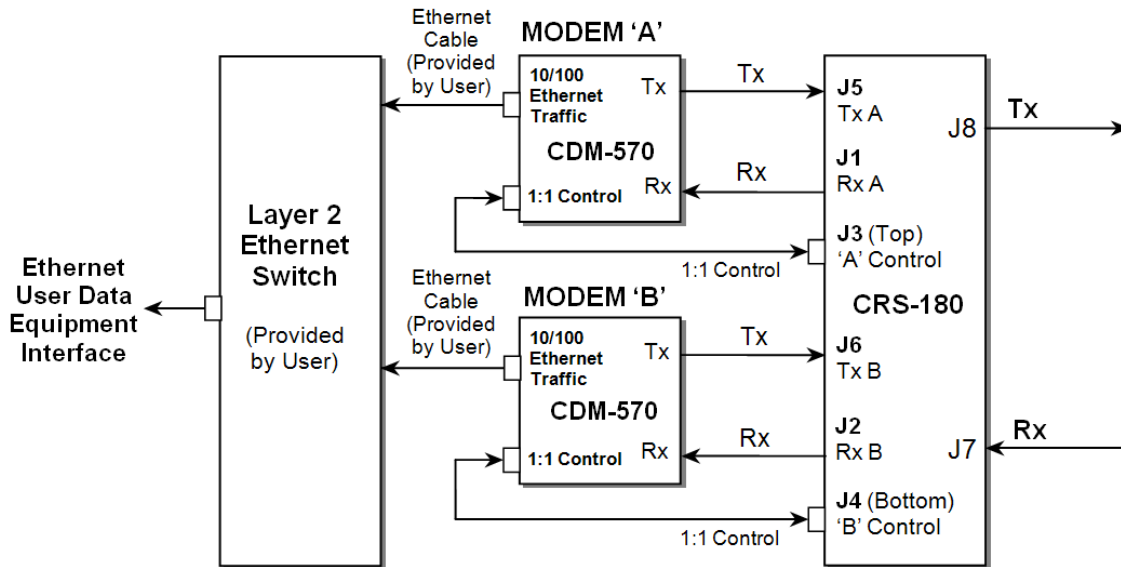 Ethernet
User Data
Equipment
Interface
Layer 2
Ethernet
Switch
(Provided
by User)
Ethernet
Cable
(Provided
by User)
MODEM ‘A’
10/100
Ethernet
Traffic
Tx
CDM-570
Rx
1:1 Control
Tx
Rx
1:1 Control
Ethernet
Cable
(Provided
by User)
MODEM ‘B’
10/100
Ethernet
Traffic
Tx
CDM-570
Rx
1:1 Control
Tx
Rx
1:1 Control
J5
Tx A
J1
Rx A
J3 (Top)
‘A’ Control
CRS-180
J6
Tx B
J2
Rx B
J4 (Bottom)
‘B’ Control
J8
J7
Tx
Rx